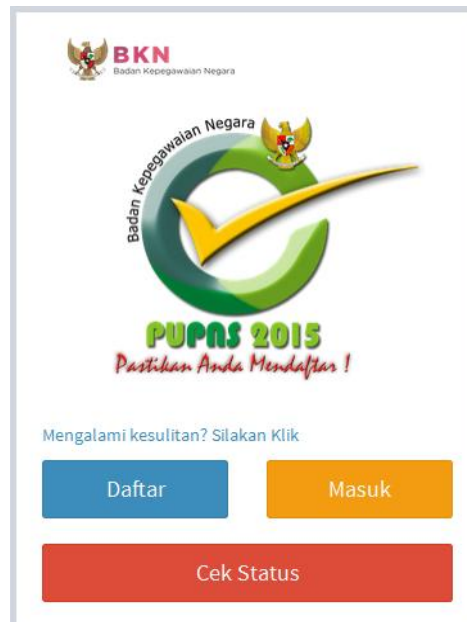 BKN
Badan Kepegawaian Negara
Badan Kepegawaian Negara
PUPNS 2015
Pastikan Anda Mendaftar !
Mengalami kesulitan? Silakan Klik
Daftar Masuk
Cek Status